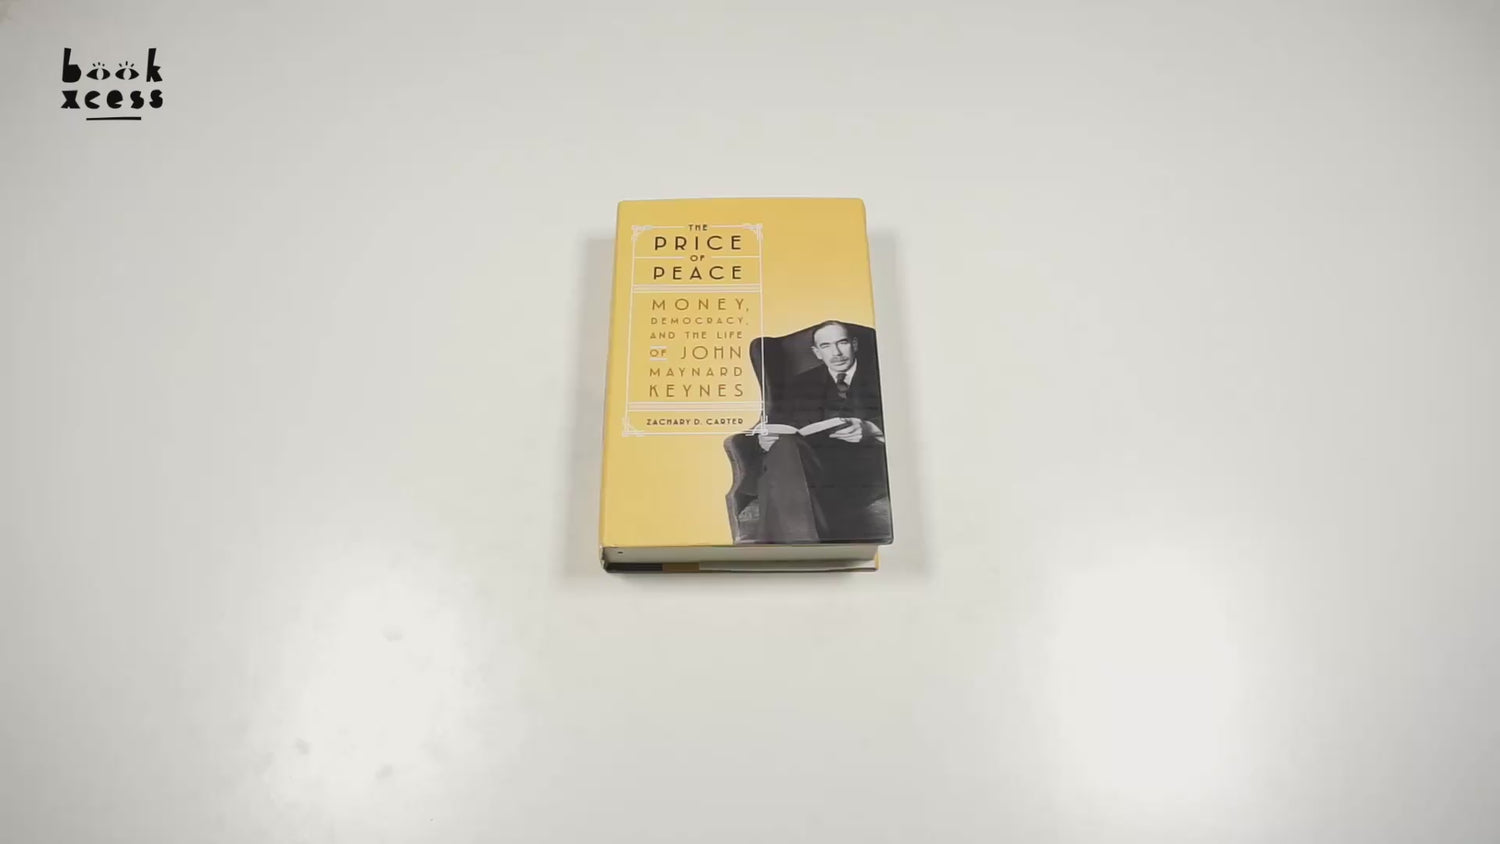 book
xcess
THE
PRICE
OF
PEACE
MONEY,
DEMOCRACY,
AND THE LIFE
OF JOHN
MAYNARD
KEYNES
ZACHARY D. CARTER